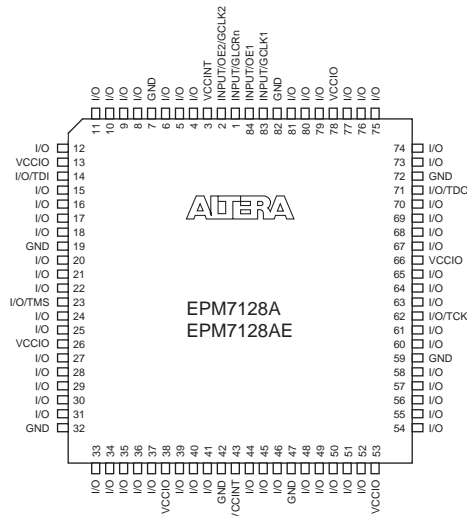 I/O I/O I/O I/O GND I/O I/O I/O VCCINT INPUT/OE2/GCLK2 INPUT/GLCRn INPUT/OE1 INPUT/GCLK1 GND I/O I/O I/O VCCIO I/O I/O I/O
11 10 9 8 7 6 5 4 3 2 1 84 83 82 81 80 79 78 77 76 75
I/O 12 74 I/O
VCCIO 13 73 I/O
I/O/TDI 14 72 GND
I/O 15 71 I/O/TDO
I/O 16 70 I/O
I/O 17 69 I/O
I/O 18 68 I/O
GND 19 67 I/O
I/O 20 66 VCCIO
I/O 21 65 I/O
I/O 22 64 I/O
I/O/TMS 23 63 I/O
I/O 24 62 I/O/TCK
I/O 25 61 I/O
VCCIO 26 60 I/O
I/O 27 59 GND
I/O 28 58 I/O
I/O 29 57 I/O
I/O 30 56 I/O
I/O 31 55 I/O
GND 32 54 I/O
ALTERA
EPM7128A
EPM7128AE
33 34 35 36 37 38 39 40 41 42 43 44 45 46 47 48 49 50 51 52 53
I/O I/O I/O I/O I/O VCCIO I/O I/O I/O GND VCCINT I/O I/O I/O GND I/O I/O I/O I/O I/O VCCIO